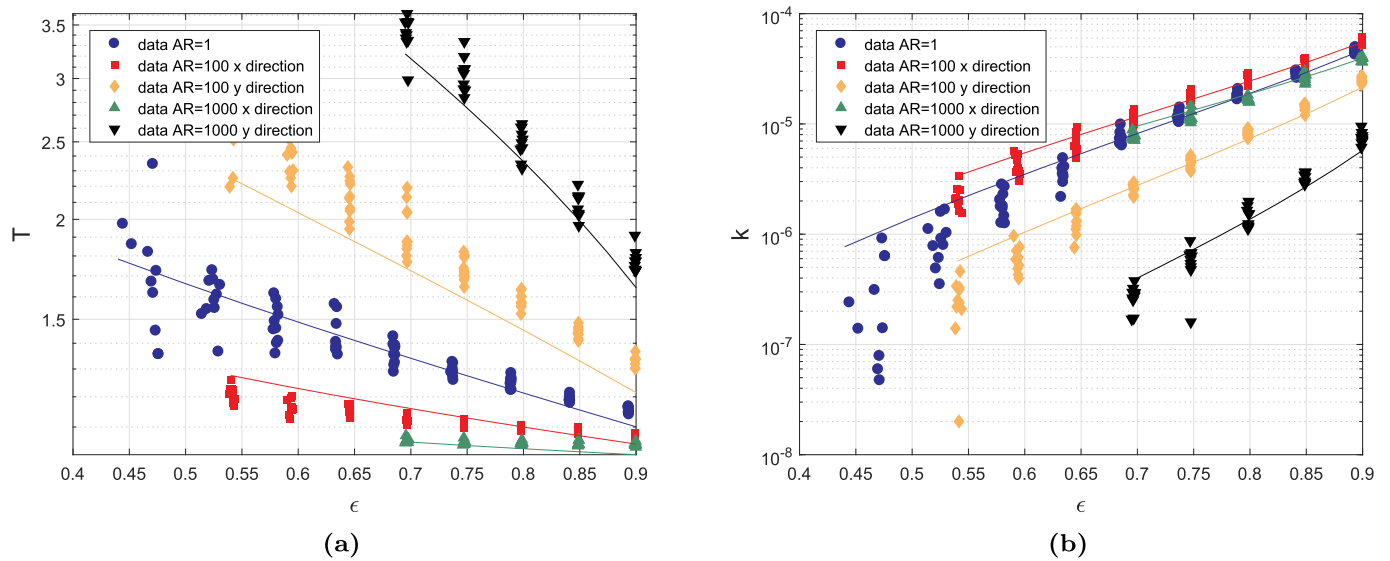 3.5
3
2.5
2
1.5
T
data AR=1
data AR=100 x direction
data AR=100 y direction
data AR=1000 x direction
data AR=1000 y direction
0.4 0.45 0.5 0.55 0.6 0.65 0.7 0.75 0.8 0.85 0.9
ϵ
(a)
10⁻⁴
10⁻⁵
10⁻⁶
10⁻⁷
10⁻⁸
k
data AR=1
data AR=100 x direction
data AR=100 y direction
data AR=1000 x direction
data AR=1000 y direction
0.4 0.45 0.5 0.55 0.6 0.65 0.7 0.75 0.8 0.85 0.9
ϵ
(b)